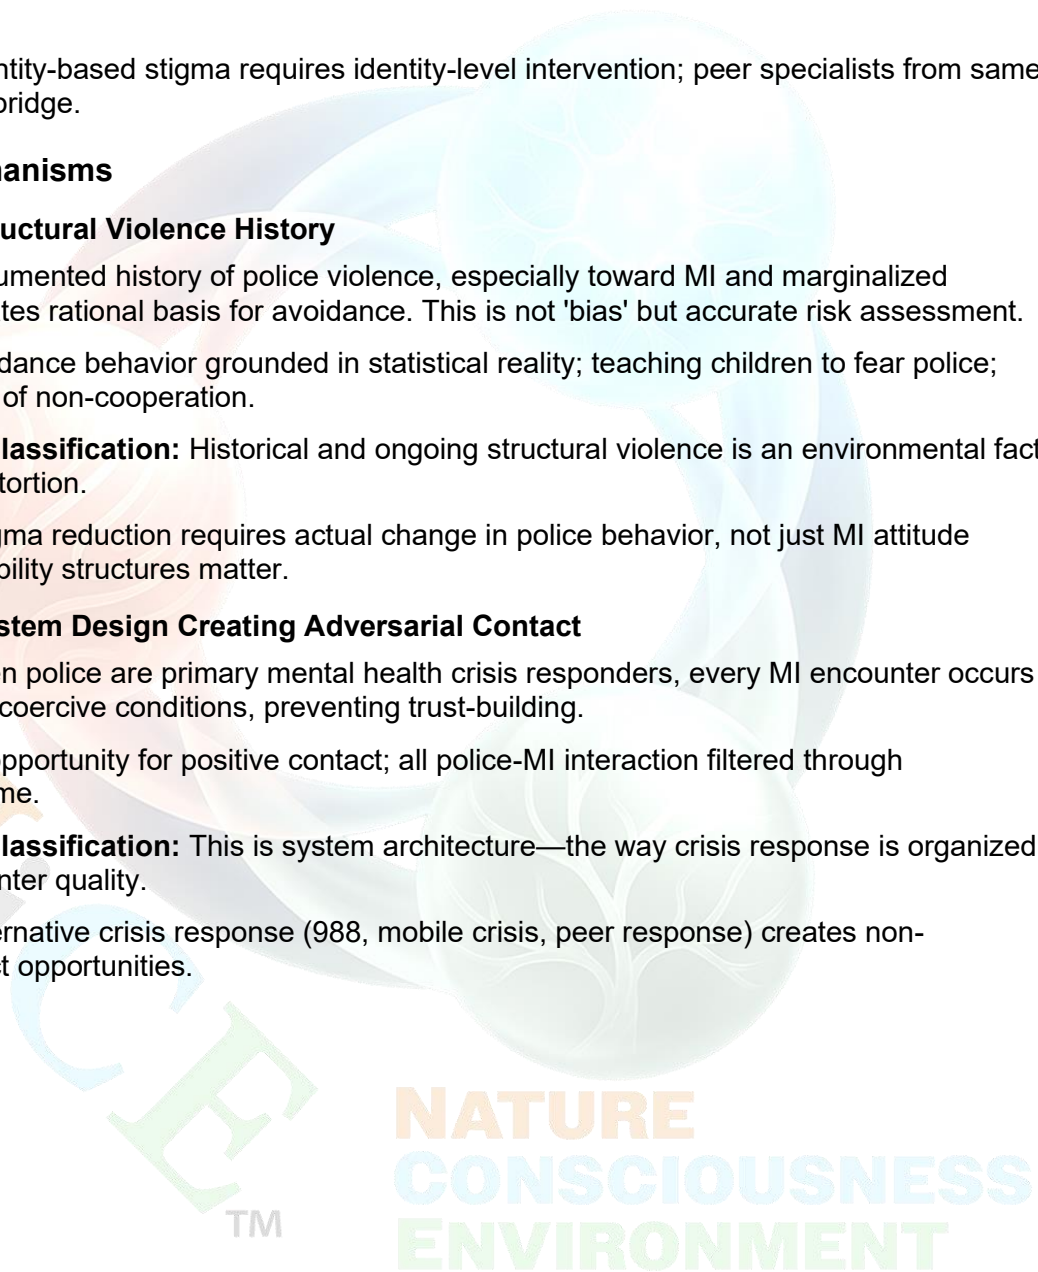 ntity-based stigma requires identity-level intervention; peer specialists from same
bridge.
anisms
uctural Violence History
umented history of police violence, especially toward MI and marginalized
tes rational basis for avoidance. This is not 'bias' but accurate risk assessment.
dance behavior grounded in statistical reality; teaching children to fear police;
of non-cooperation.
lassification: Historical and ongoing structural violence is an environmental fact
tortion.
gma reduction requires actual change in police behavior, not just MI attitude
bility structures matter.
stem Design Creating Adversarial Contact
en police are primary mental health crisis responders, every MI encounter occurs
coercive conditions, preventing trust-building.
opportunity for positive contact; all police-MI interaction filtered through
me.
lassification: This is system architecture—the way crisis response is organized
nter quality.
ernative crisis response (988, mobile crisis, peer response) creates non-
ct opportunities.
CE
TM
NATURE
CONSCIOUSNESS
ENVIRONMENT